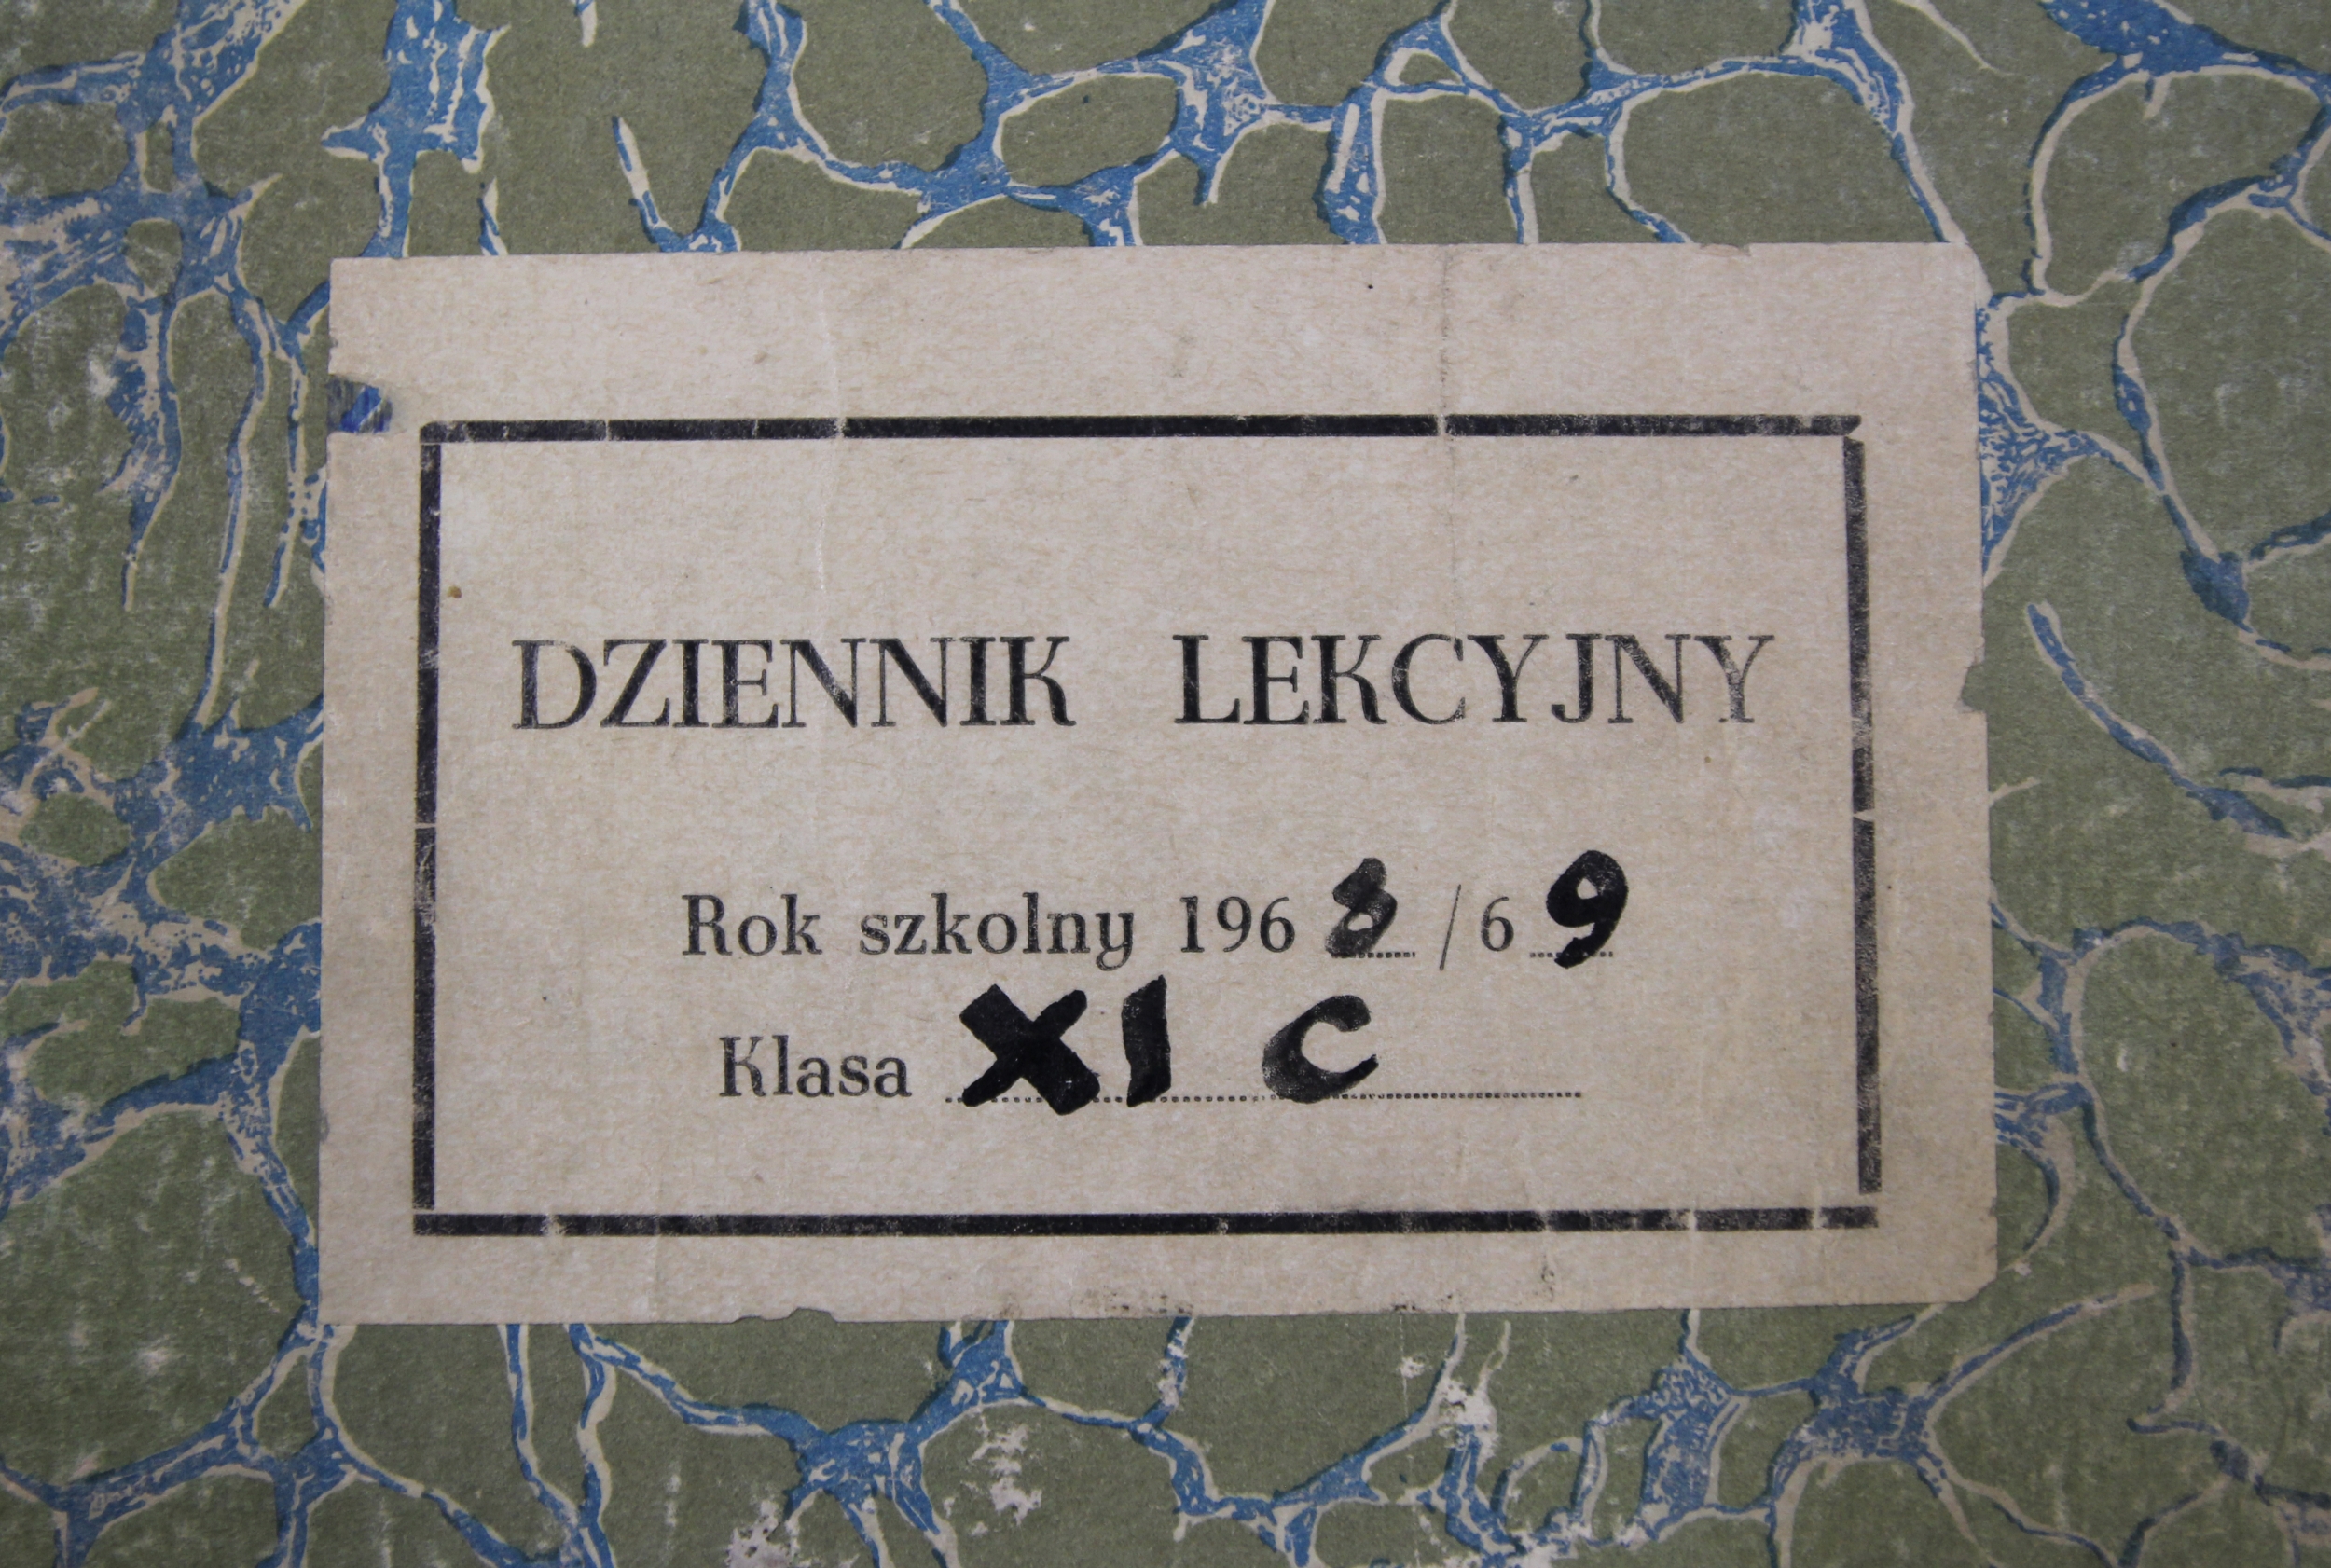 DZIENNIK LEKCYJNY
Rok szkolny 1968/69
Klasa XI C